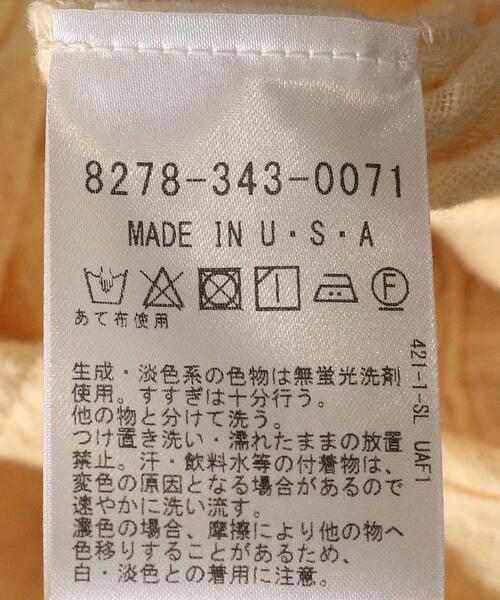 8278-343-0071
MADE IN U・S・A
F
あて布使用
生成・淡色系の色物は無蛍光洗剤
使用。すすぎは十分行う。
他の物と分けて洗う。
つけ置き洗い・濡れたままの放置
禁止。汗・飲料水等の付着物は、
変色の原因となる場合があるので
速やかに洗い流す。
濃色の場合、摩擦により他の物へ
色移りすることがあるため、
白・淡色との着用に注意。
421-1-SL UAF1